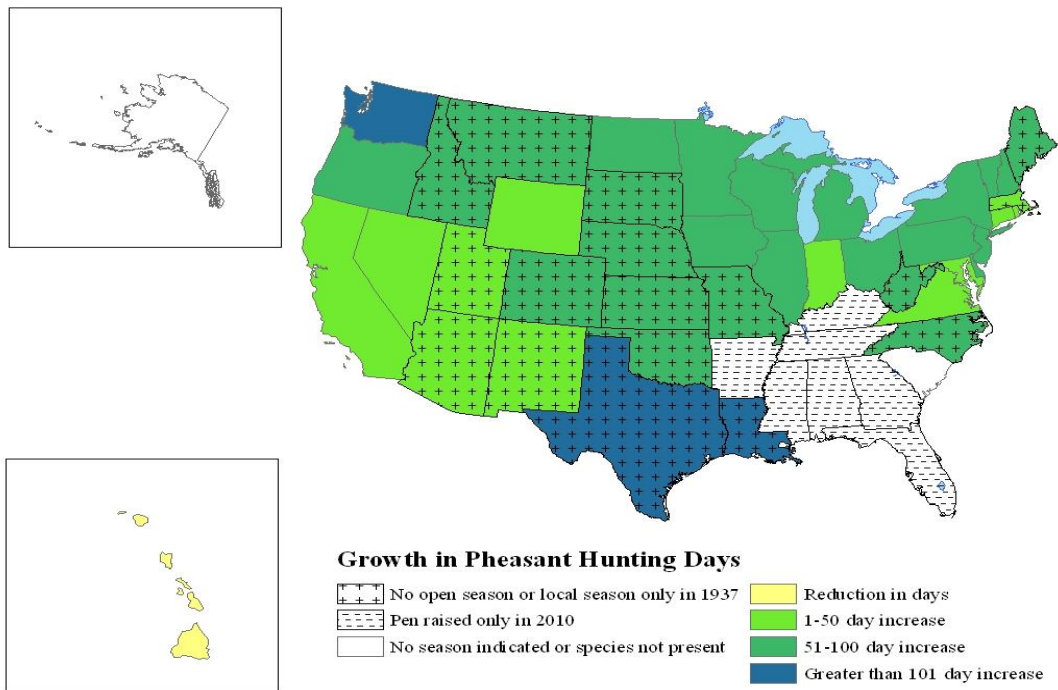 Growth in Pheasant Hunting Days
No open season or local season only in 1937
Pen raised only in 2010
No season indicated or species not present
Reduction in days
1-50 day increase
51-100 day increase
Greater than 101 day increase